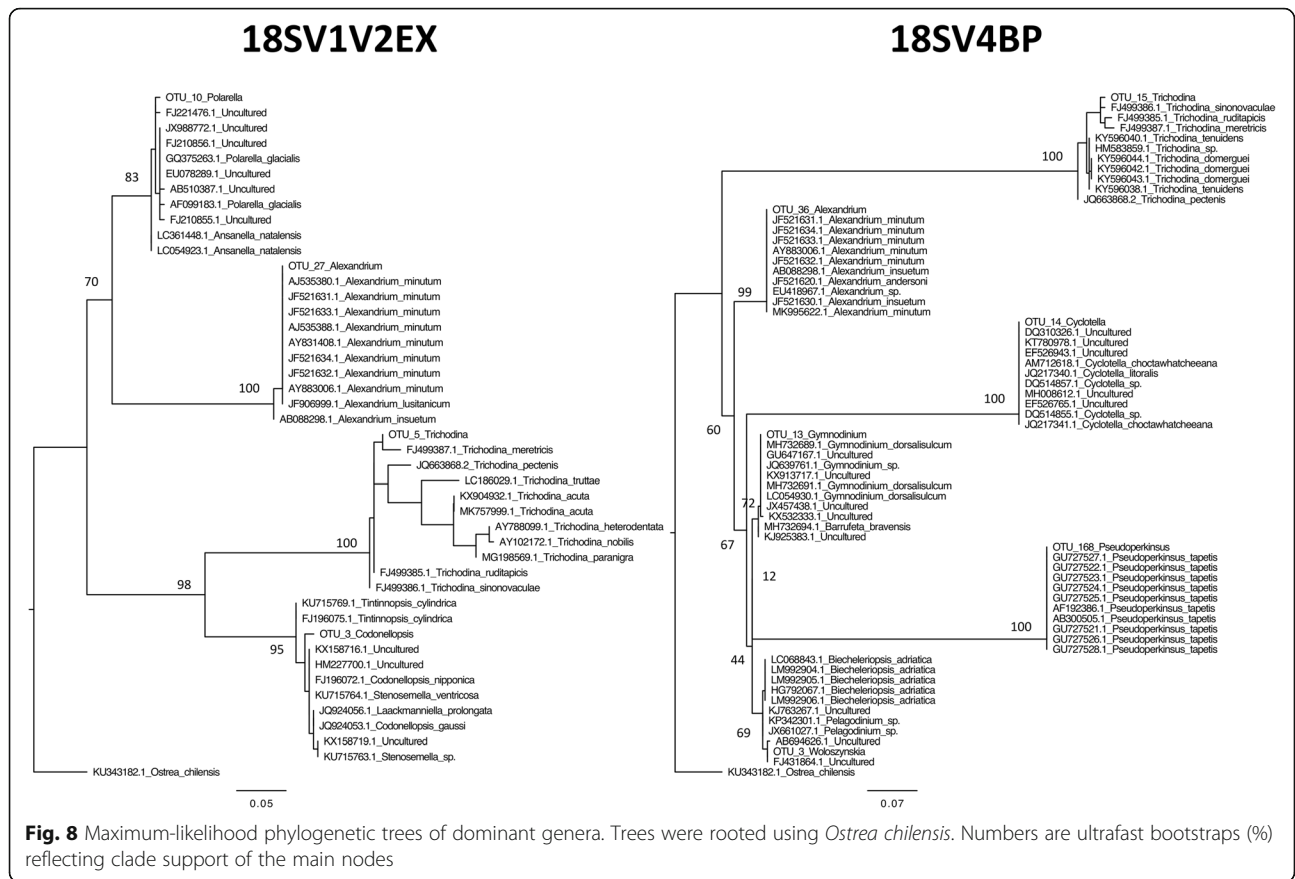 18SV1V2EX
OTU_10_Polarella
FJ221476.1_Uncultured
JX988772.1_Uncultured
FJ210856.1_Uncultured
GQ375263.1_Polarella_glacialis
EU078289.1_Uncultured
AB510387.1_Uncultured
AF099183.1_Polarella_glacialis
FJ210855.1_Uncultured
LC361448.1_Ansanella_natalensis
LC054923.1_Ansanella_natalensis
83
70
OTU_27_Alexandrium
AJ535380.1_Alexandrium_minutum
JF521631.1_Alexandrium_minutum
JF521633.1_Alexandrium_minutum
AJ535388.1_Alexandrium_minutum
AY831408.1_Alexandrium_minutum
JF521634.1_Alexandrium_minutum
JF521632.1_Alexandrium_minutum
AY883006.1_Alexandrium_minutum
JF906999.1_Alexandrium_lusitanicum
AB088298.1_Alexandrium_insuetum
100
OTU_5_Trichodina
FJ499387.1_Trichodina_meretricis
JQ663868.2_Trichodina_pectenis
LC186029.1_Trichodina_truttae
KX904932.1_Trichodina_acuta
MK757999.1_Trichodina_acuta
AY788099.1_Trichodina_heterodentata
AY102172.1_Trichodina_nobilis
MG198569.1_Trichodina_paranigra
FJ499385.1_Trichodina_ruditapicis
FJ499386.1_Trichodina_sinonovaculae
100
98
KU715769.1_Tintinnopsis_cylindrica
FJ196075.1_Tintinnopsis_cylindrica
OTU_3_Codonellopsis
KX158716.1_Uncultured
HM227700.1_Uncultured
FJ196072.1_Codonellopsis_nipponica
KU715764.1_Stenosemella_ventricosa
JQ924056.1_Laackmanniella_prolongata
JQ924053.1_Codonellopsis_gaussi
KX158719.1_Uncultured
KU715763.1_Stenosemella_sp.
95
KU343182.1_Ostrea_chilensis
0.05
18SV4BP
OTU_15_Trichodina
FJ499386.1_Trichodina_sinonovaculae
FJ499385.1_Trichodina_ruditapicis
FJ499387.1_Trichodina_meretricis
KY596040.1_Trichodina_tenuidens
HM583859.1_Trichodina_sp.
KY596044.1_Trichodina_domerguei
KY596042.1_Trichodina_domerguei
KY596043.1_Trichodina_domerguei
KY596038.1_Trichodina_tenuidens
JQ663868.2_Trichodina_pectenis
100
OTU_36_Alexandrium
JF521631.1_Alexandrium_minutum
JF521634.1_Alexandrium_minutum
JF521633.1_Alexandrium_minutum
AY883006.1_Alexandrium_minutum
JF521632.1_Alexandrium_minutum
AB088298.1_Alexandrium_insuetum
JF521620.1_Alexandrium_andersoni
EU418967.1_Alexandrium_sp.
JF521630.1_Alexandrium_insuetum
MK995622.1_Alexandrium_minutum
99
60
OTU_14_Cyclotella
DQ310326.1_Uncultured
KT780978.1_Uncultured
EF526943.1_Uncultured
AM712618.1_Cyclotella_choctawhatcheeana
JQ217340.1_Cyclotella_litoralis
DQ514857.1_Cyclotella_sp.
MH008612.1_Uncultured
EF526765.1_Uncultured
DQ514855.1_Cyclotella_sp.
JQ217341.1_Cyclotella_choctawhatcheeana
100
OTU_13_Gymnodinium
MH732689.1_Gymnodinium_dorsalisulcum
GU647167.1_Uncultured
JQ639761.1_Gymnodinium_sp.
KX913717.1_Uncultured
MH732691.1_Gymnodinium_dorsalisulcum
LC054930.1_Gymnodinium_dorsalisulcum
JX457438.1_Uncultured
KX532333.1_Uncultured
MH732694.1_Barrufeta_bravensis
KJ925383.1_Uncultured
72
67
12
OTU_168_Pseudoperkinsus
GU727527.1_Pseudoperkinsus_tapetis
GU727522.1_Pseudoperkinsus_tapetis
GU727523.1_Pseudoperkinsus_tapetis
GU727524.1_Pseudoperkinsus_tapetis
GU727525.1_Pseudoperkinsus_tapetis
AF192386.1_Pseudoperkinsus_tapetis
AB300505.1_Pseudoperkinsus_tapetis
GU727521.1_Pseudoperkinsus_tapetis
GU727526.1_Pseudoperkinsus_tapetis
GU727528.1_Pseudoperkinsus_tapetis
100
44
LC068843.1_Biecheleriopsis_adriatica
LM992904.1_Biecheleriopsis_adriatica
LM992905.1_Biecheleriopsis_adriatica
HG792067.1_Biecheleriopsis_adriatica
LM992906.1_Biecheleriopsis_adriatica
KJ763267.1_Uncultured
KP342301.1_Pelagodinium_sp.
JX661027.1_Pelagodinium_sp.
AB694626.1_Uncultured
OTU_3_Woloszynskia
FJ431864.1_Uncultured
69
KU343182.1_Ostrea_chilensis
0.07
Fig. 8 Maximum-likelihood phylogenetic trees of dominant genera. Trees were rooted using Ostrea chilensis. Numbers are ultrafast bootstraps (%)
reflecting clade support of the main nodes